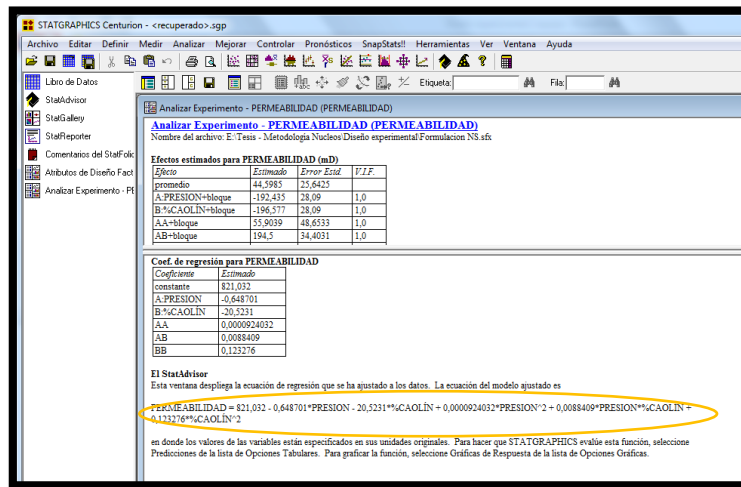 STATGRAPHICS Centurion - <recuperado>.sgp
Archivo Editar Definir Medir Analizar Mejorar Controlar Pronósticos SnapStats!! Herramientas Ver Ventana Ayuda
Etiqueta: Fila:
Libro de Datos
StatAdvisor
StatGallery
StatReporter
Comentarios del StatFolio
Atributos de Diseño Fact
Analizar Experimento - PE
Analizar Experimento - PERMEABILIDAD (PERMEABILIDAD)
Analizar Experimento - PERMEABILIDAD (PERMEABILIDAD)
Nombre del archivo: E:\Tesis - Metodologia Nucleos\Diseño experimental\Formulacion NS.sfx
Efectos estimados para PERMEABILIDAD (mD)
Efecto Estimado Error Estd. V.I.F.
promedio 44,5985 25,6425
A:PRESION+bloque -192,435 28,09 1,0
B:%CAOLÍN+bloque -196,577 28,09 1,0
AA+bloque 55,9039 48,6533 1,0
AB+bloque 194,5 34,4031 1,0
Coef. de regresión para PERMEABILIDAD
Coeficiente Estimado
constante 821,032
A:PRESION -0,648701
B:%CAOLÍN -20,5231
AA 0,0000924032
AB 0,0088409
BB 0,123276
El StatAdvisor
Esta ventana despliega la ecuación de regresión que se ha ajustado a los datos. La ecuación del modelo ajustado es
PERMEABILIDAD = 821,032 - 0,648701*PRESION - 20,5231*%CAOLÍN + 0,0000924032*PRESION^2 + 0,0088409*PRESION*%CAOLÍN +
0,123276*%CAOLÍN^2
en donde los valores de las variables están especificados en sus unidades originales. Para hacer que STATGRAPHICS evalúe esta función, seleccione
Predicciones de la lista de Opciones Tabulares. Para graficar la función, seleccione Gráficas de Respuesta de la lista de Opciones Gráficas.